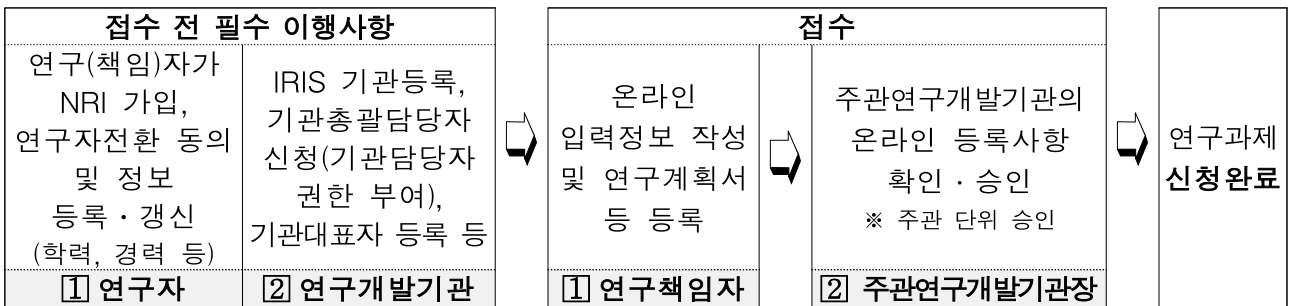 접수 전 필수 이행사항
연구(책임)자가
NRI 가입,
연구자전환 동의
및 정보
등록·갱신
(학력, 경력 등)
1 연구자
IRIS 기관등록,
기관총괄담당자
신청(기관담당자
권한 부여),
기관대표자 등록 등
2 연구개발기관
접수
온라인
입력정보 작성
및 연구계획서
등 등록
1 연구책임자
주관연구개발기관의
온라인 등록사항
확인·승인
※ 주관 단위 승인
2 주관연구개발기관장
연구과제
신청완료